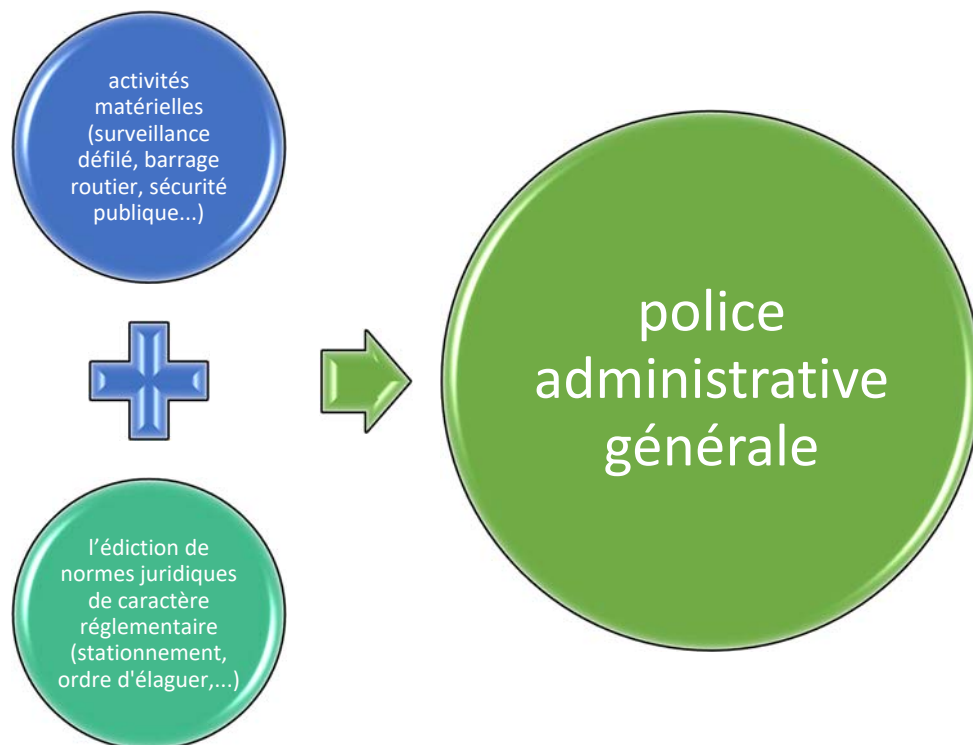 activités
matérielles
(surveillance
défilé, barrage
routier, sécurité
publique...)
l’édiction de
normes juridiques
de caractère
réglementaire
(stationnement,
ordre d'élaguer,...)
police
administrative
générale